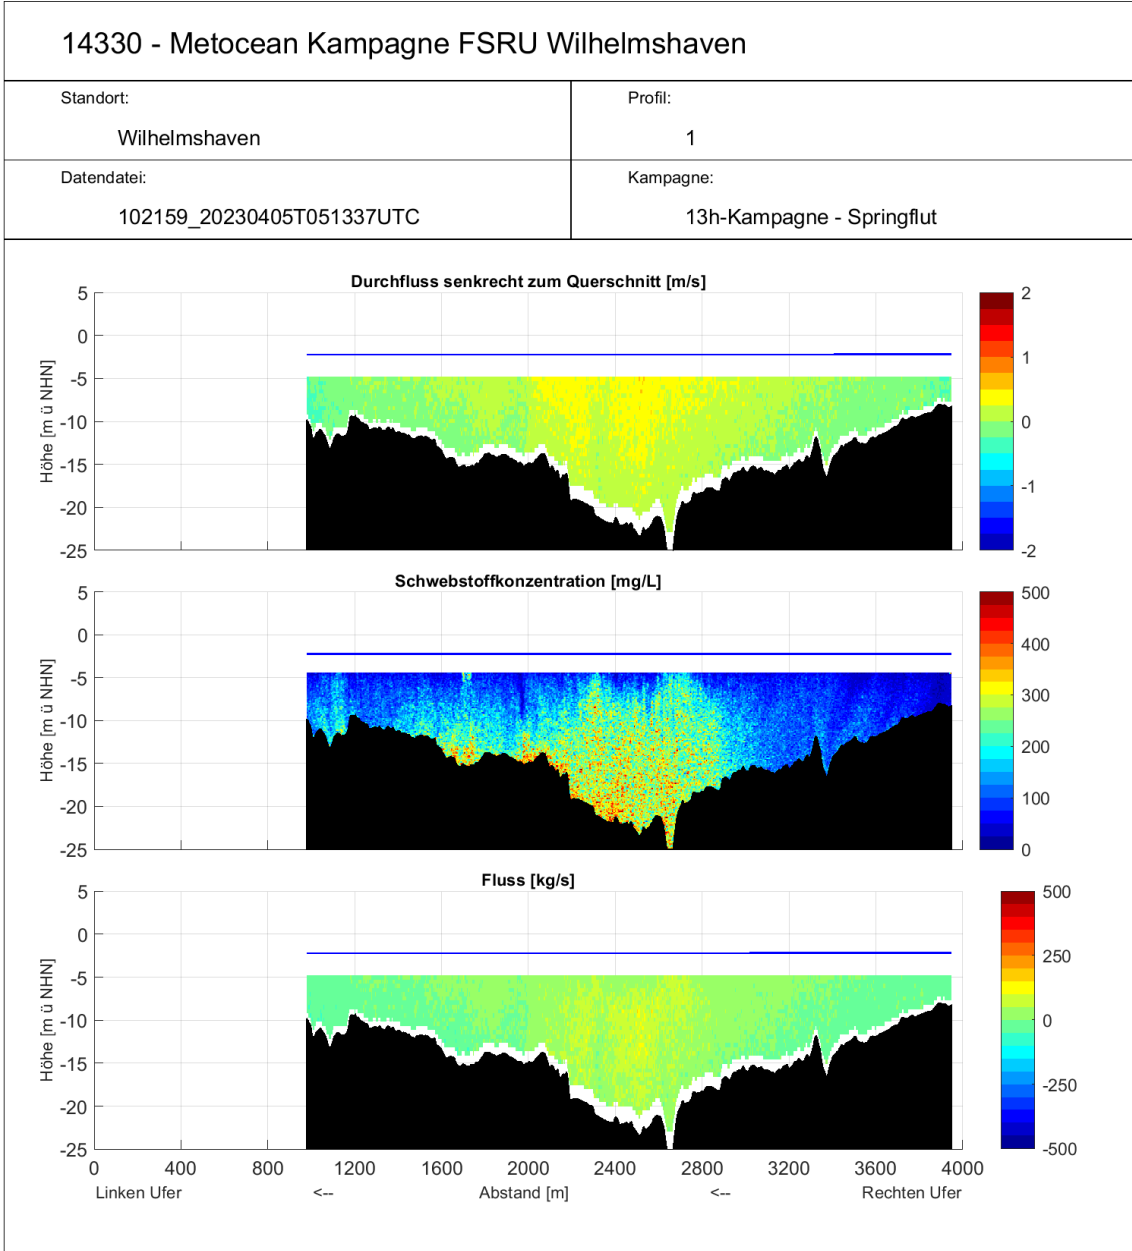 14330 - Metocean Kampagne FSRU Wilhelmshaven
Standort:
Wilhelmshaven
Profil:
1
Datendatei:
102159_20230405T051337UTC
Kampagne:
13h-Kampagne - Springflut
Durchfluss senkrecht zum Querschnitt [m/s]
Höhe [m ü NHN]
5
0
-5
-10
-15
-20
-25
2
1
0
-1
-2
Schwebstoffkonzentration [mg/L]
Höhe [m ü NHN]
5
0
-5
-10
-15
-20
-25
500
400
300
200
100
0
Fluss [kg/s]
Höhe [m ü NHN]
5
0
-5
-10
-15
-20
-25
500
250
0
-250
-500
0 400 800 1200 1600 2000 2400 2800 3200 3600 4000
Linken Ufer <-- Abstand [m] <-- Rechten Ufer